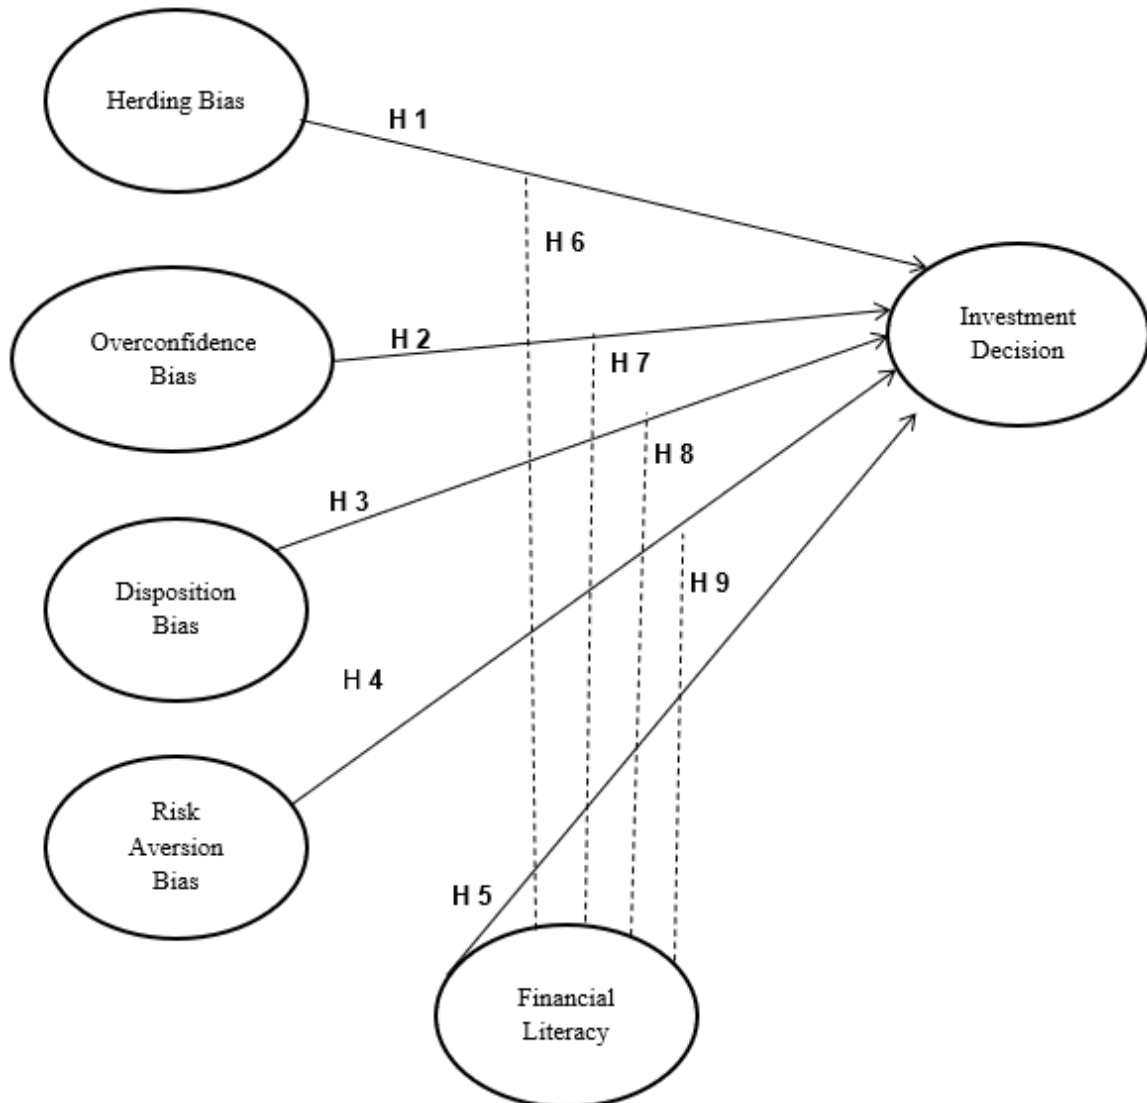 Herding Bias
H 1
H 6
Investment
Decision
Overconfidence
Bias
H 2
H 7
H 8
H 3
Disposition
Bias
H 9
H 4
Risk
Aversion
Bias
H 5
Financial
Literacy